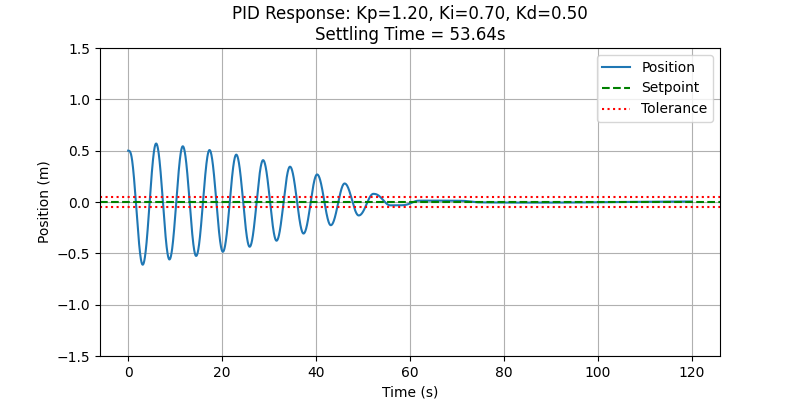 PID Response: Kp=1.20, Ki=0.70, Kd=0.50
Settling Time = 53.64s
Position
Setpoint
Tolerance
1.5
1.0
0.5
0.0
−0.5
−1.0
−1.5
Position (m)
0 20 40 60 80 100 120
Time (s)